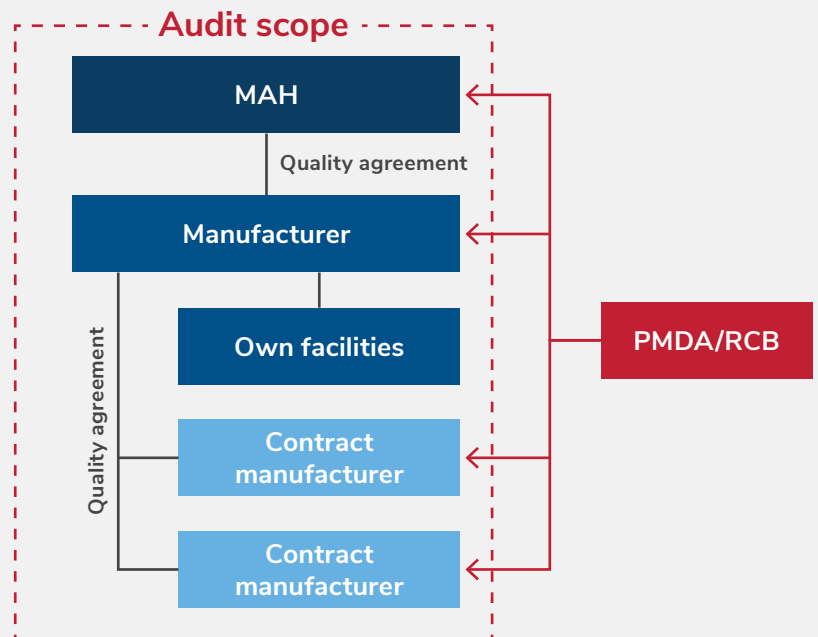 Audit scope
MAH
Quality agreement
Manufacturer
Own facilities
PMDA/RCB
Quality agreement
Contract
manufacturer
Contract
manufacturer